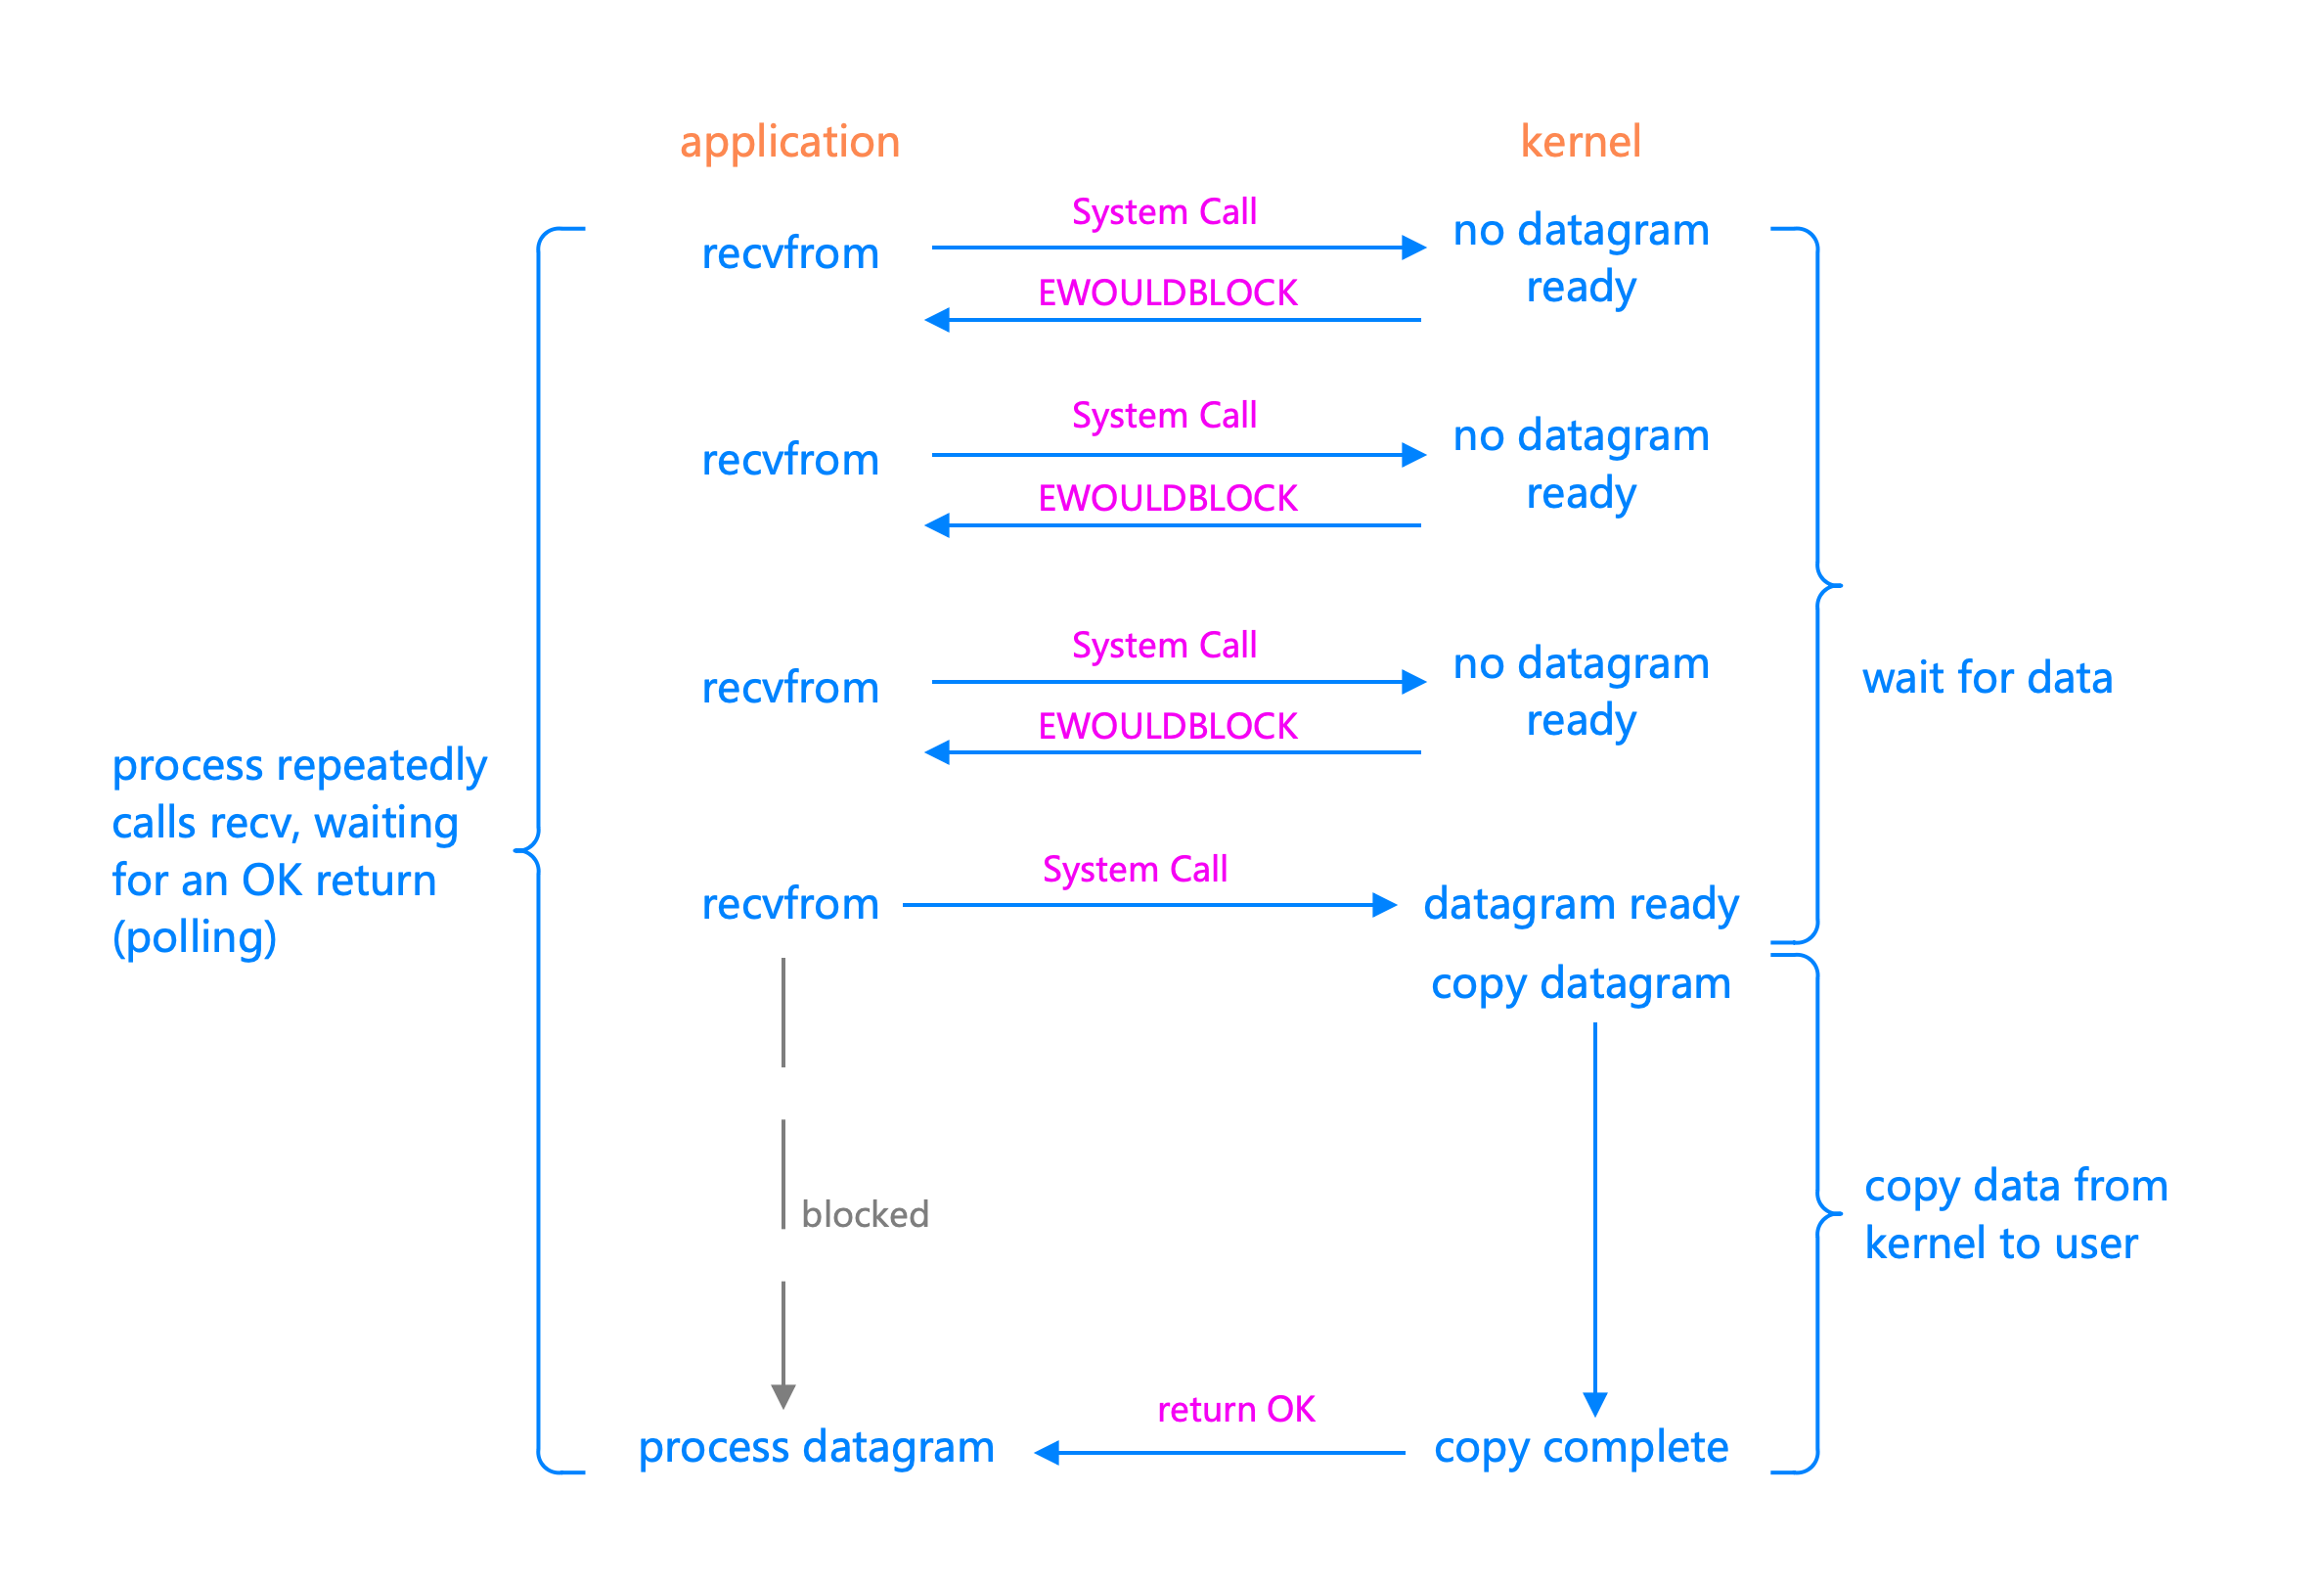 application
kernel
System Call
recvfrom
no datagram
ready
EWOULDBLOCK
System Call
recvfrom
no datagram
ready
EWOULDBLOCK
System Call
recvfrom
no datagram
ready
EWOULDBLOCK
wait for data
process repeatedly
calls recv, waiting
for an OK return
(polling)
System Call
recvfrom
datagram ready
copy datagram
blocked
copy data from
kernel to user
return OK
process datagram
copy complete